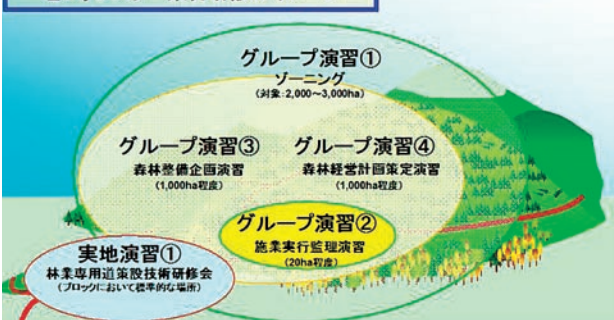 グループ演習①
ゾーニング
(対象:2,000~3,000ha)
グループ演習③
森林整備企画演習
(1,000ha程度)
グループ演習④
森林経営計画策定演習
(1,000ha程度)
グループ演習②
施業実行監理演習
(20ha程度)
実地演習①
林業専用道策設技術研修会
(ブロックにおいて標準的な場所)